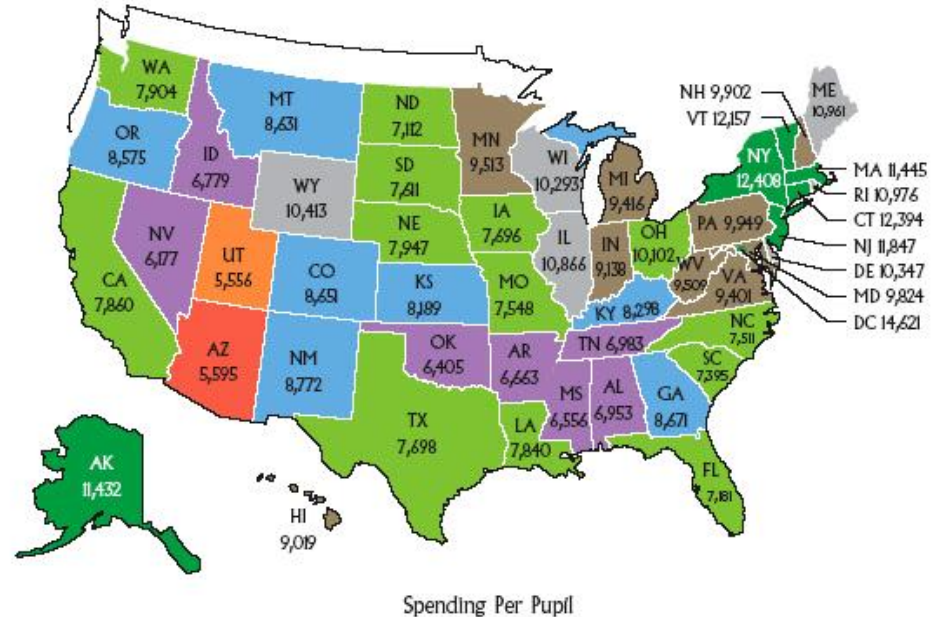 WA
7,904
OR
8,575
CA
7,860
ID
6,779
NV
6,177
UT
5,556
AZ
5,595
MT
8,631
WY
10,413
CO
8,651
NM
8,772
ND
7,112
SD
7,611
NE
7,947
KS
8,189
OK
6,405
TX
7,698
MN
9,513
IA
7,696
MO
7,548
AR
6,663
LA
7,840
WI
10,293
IL
10,866
MS
6,556
MI
9,416
IN
9,138
KY 8,298
TN 6,983
AL
6,953
OH
10,102
WV
9,509
VA
9,401
NC
7,511
SC
7,395
GA
8,671
FL
7,181
PA 9,949
NY
12,408
NH 9,902
VT 12,157
ME
10,961
MA 11,445
RI 10,976
CT 12,394
NJ 11,847
DE 10,347
MD 9,824
DC 14,621
AK
11,432
HI
9,019
Spending Per Pupil